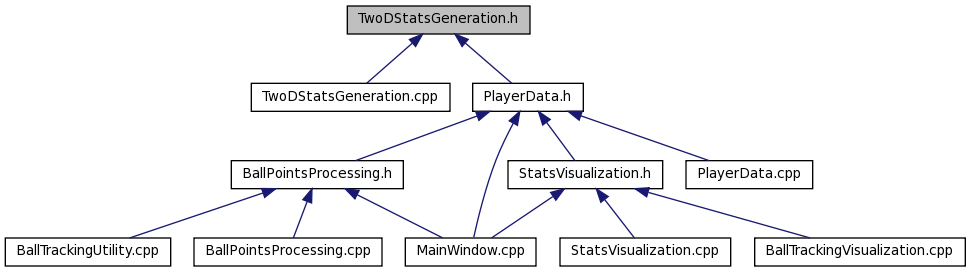 TwoDStatsGeneration.h
TwoDStatsGeneration.cpp
PlayerData.h
BallPointsProcessing.h
StatsVisualization.h
PlayerData.cpp
BallTrackingUtility.cpp
BallPointsProcessing.cpp
MainWindow.cpp
StatsVisualization.cpp
BallTrackingVisualization.cpp